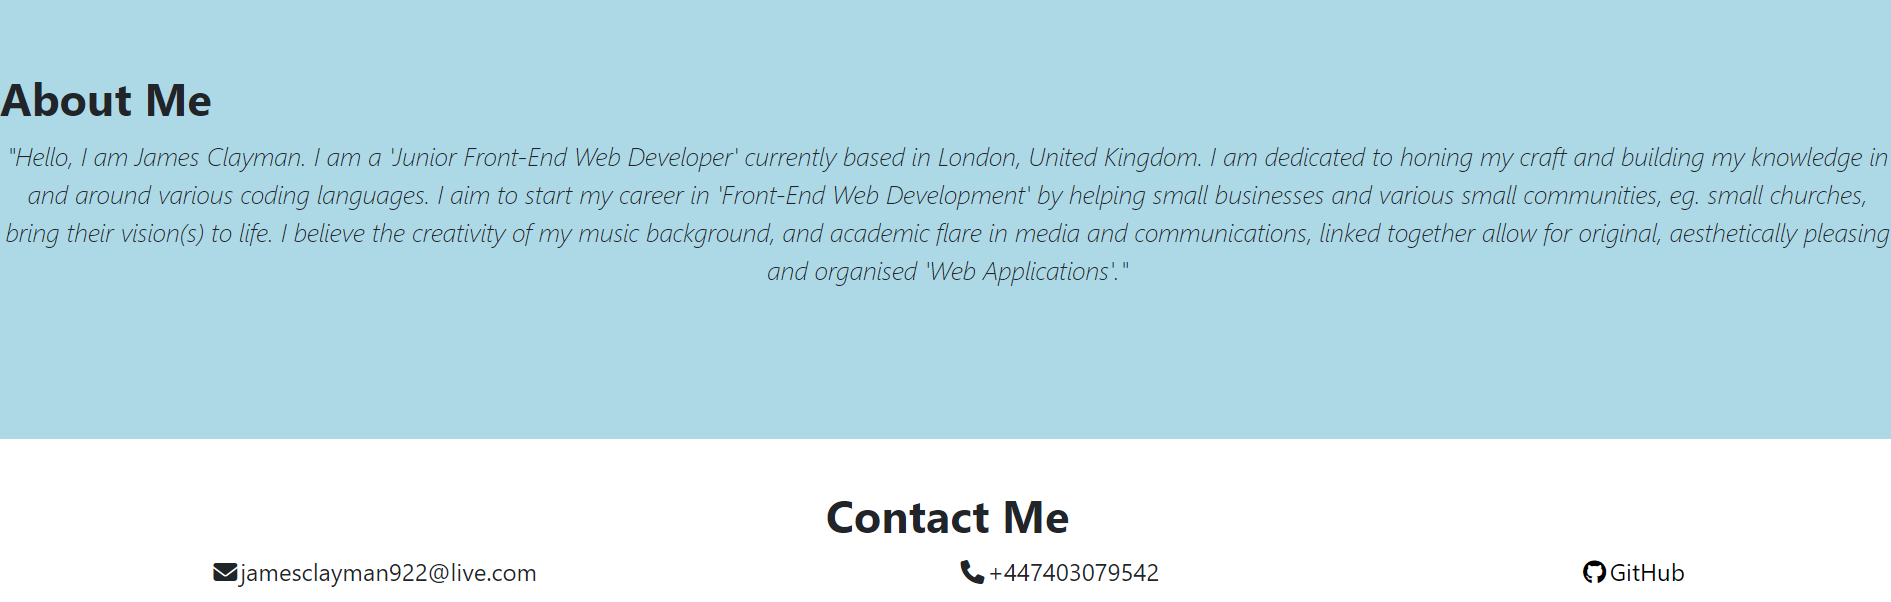 About Me
"Hello, I am James Clayman. I am a 'Junior Front-End Web Developer' currently based in London, United Kingdom. I am dedicated to honing my craft and building my knowledge in
and around various coding languages. I aim to start my career in 'Front-End Web Development' by helping small businesses and various small communities, eg. small churches,
bring their vision(s) to life. I believe the creativity of my music background, and academic flare in media and communications, linked together allow for original, aesthetically pleasing
and organised 'Web Applications'."
Contact Me
jamesclayman922@live.com
+447403079542
GitHub